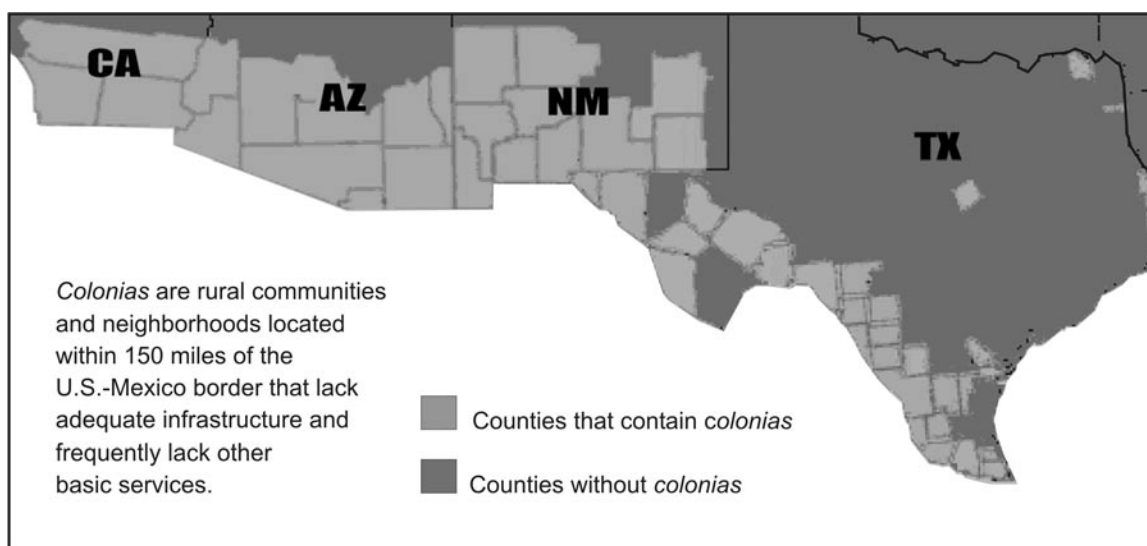 CA
AZ
NM
TX
Colonias are rural communities
and neighborhoods located
within 150 miles of the
U.S.-Mexico border that lack
adequate infrastructure and
frequently lack other
basic services.
Counties that contain colonias
Counties without colonias